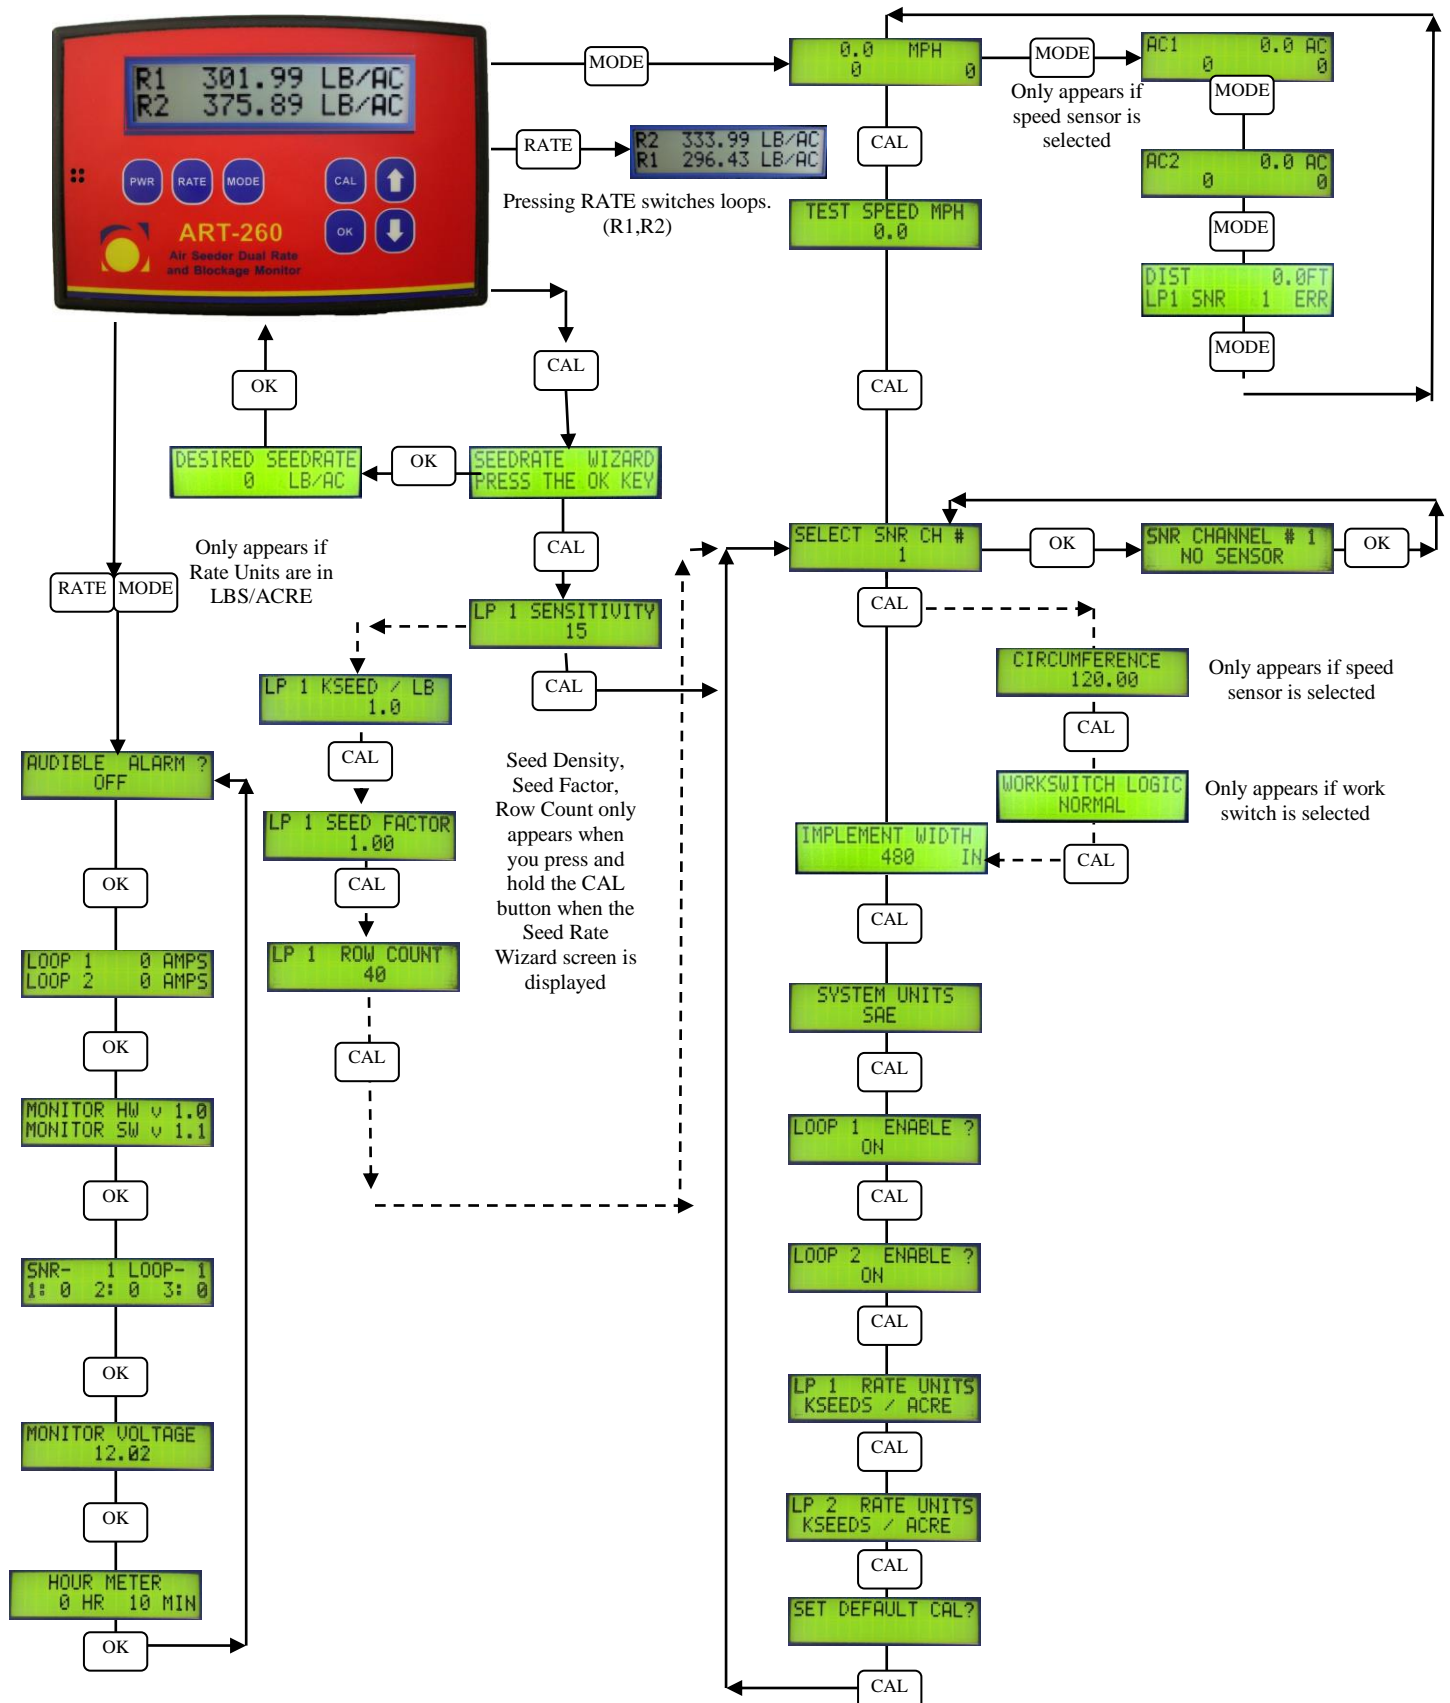 R1 301.99 LB/AC
R2 375.89 LB/AC
PWR
RATE
MODE
CAL
OK
ART-260
Air Seeder Dual Rate
and Blockage Monitor
MODE
0.0 MPH
0 0
MODE
Only appears if
speed sensor is
selected
AC1 0.0 AC
0 0
MODE
AC2 0.0 AC
0 0
MODE
DIST 0.0FT
LP1 SNR 1 ERR
MODE
RATE
R2 333.99 LB/AC
R1 296.43 LB/AC
Pressing RATE switches loops.
(R1,R2)
CAL
TEST SPEED MPH
0.0
CAL
CAL
OK
DESIRED SEEDRATE
0 LB/AC
OK
SEEDRATE WIZARD
PRESS THE OK KEY
Only appears if
Rate Units are in
LBS/ACRE
CAL
RATE
MODE
LP 1 SENSITIVITY
15
CAL
LP 1 KSEED / LB
1.0
CAL
LP 1 SEED FACTOR
1.00
CAL
LP 1 ROW COUNT
40
CAL
Seed Density,
Seed Factor,
Row Count only
appears when
you press and
hold the CAL
button when the
Seed Rate
Wizard screen is
displayed
SELECT SNR CH #
1
OK
SNR CHANNEL # 1
NO SENSOR
OK
CAL
CIRCUMFERENCE
120.00
Only appears if speed
sensor is selected
CAL
WORKSWITCH LOGIC
NORMAL
Only appears if work
switch is selected
CAL
IMPLEMENT WIDTH
480 IN
CAL
SYSTEM UNITS
SAE
CAL
LOOP 1 ENABLE ?
ON
CAL
LOOP 2 ENABLE ?
ON
CAL
LP 1 RATE UNITS
KSEEDS / ACRE
CAL
LP 2 RATE UNITS
KSEEDS / ACRE
CAL
SET DEFAULT CAL?
CAL
AUDIBLE ALARM ?
OFF
OK
LOOP 1 0 AMPS
LOOP 2 0 AMPS
OK
MONITOR HW v 1.0
MONITOR SW v 1.1
OK
SNR- 1 LOOP- 1
1: 0 2: 0 3: 0
OK
MONITOR VOLTAGE
12.02
OK
HOUR METER
0 HR 10 MIN
OK